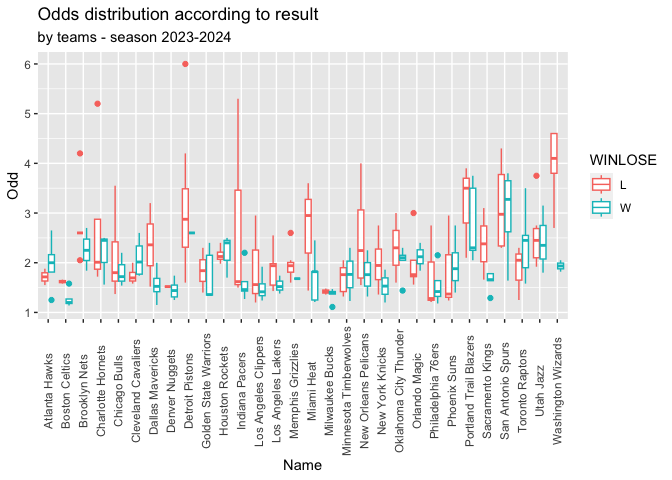 Odds distribution according to result
by teams - season 2023-2024
Odd
6
5
4
3
2
1
Atlanta Hawks
Boston Celtics
Brooklyn Nets
Charlotte Hornets
Chicago Bulls
Cleveland Cavaliers
Dallas Mavericks
Denver Nuggets
Detroit Pistons
Golden State Warriors
Houston Rockets
Indiana Pacers
Los Angeles Clippers
Los Angeles Lakers
Memphis Grizzlies
Miami Heat
Milwaukee Bucks
Minnesota Timberwolves
New Orleans Pelicans
New York Knicks
Oklahoma City Thunder
Orlando Magic
Philadelphia 76ers
Phoenix Suns
Portland Trail Blazers
Sacramento Kings
San Antonio Spurs
Toronto Raptors
Utah Jazz
Washington Wizards
Name
WINLOSE
L
W